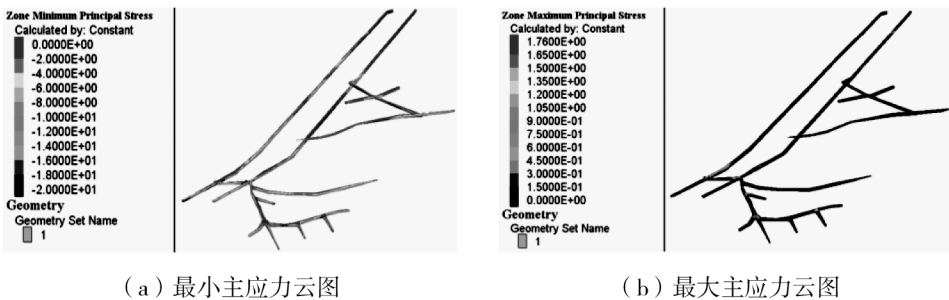 Zone Minimum Principal Stress
Calculated by: Constant
0.0000E+00
-2.0000E+00
-4.0000E+00
-6.0000E+00
-8.0000E+00
-1.0000E+01
-1.2000E+01
-1.4000E+01
-1.6000E+01
-1.8000E+01
-2.0000E+01
Geometry
Geometry Set Name
1
(a)最小主应力云图
Zone Maximum Principal Stress
Calculated by: Constant
1.7600E+00
1.6500E+00
1.5000E+00
1.3500E+00
1.2000E+00
1.0500E+00
9.0000E-01
7.5000E-01
6.0000E-01
4.5000E-01
3.0000E-01
1.5000E-01
0.0000E+00
Geometry
Geometry Set Name
1
(b)最大主应力云图